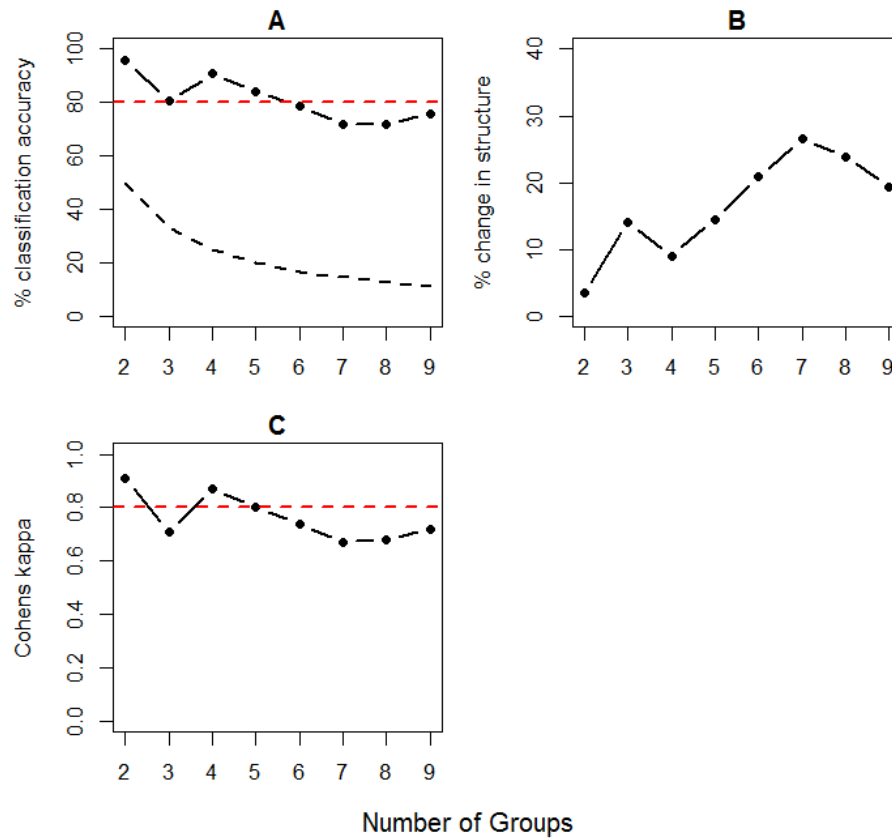 A
% classification accuracy
100
80
60
40
20
0
2 3 4 5 6 7 8 9
B
% change in structure
40
30
20
10
0
2 3 4 5 6 7 8 9
C
Cohens kappa
1.0
0.8
0.6
0.4
0.2
0.0
2 3 4 5 6 7 8 9
Number of Groups